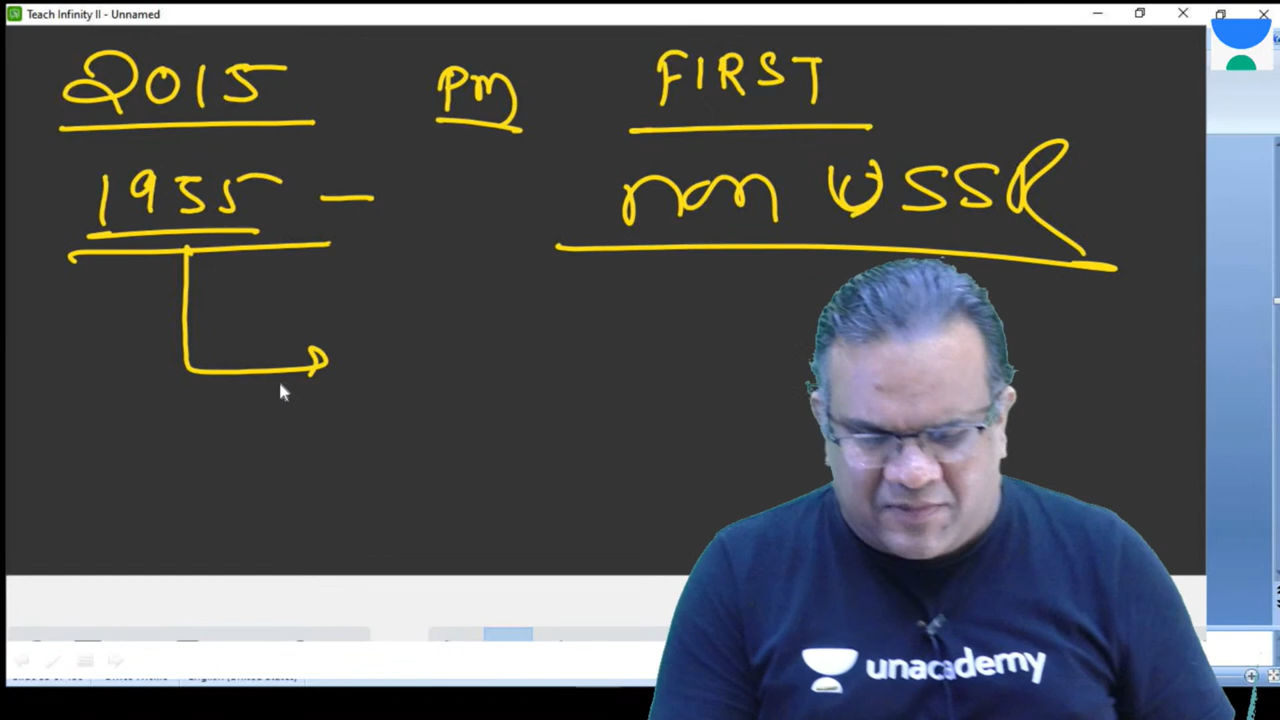 Teach Infinity II - Unnamed
2015 PM FIRST
1955 — non USSR
unacademy